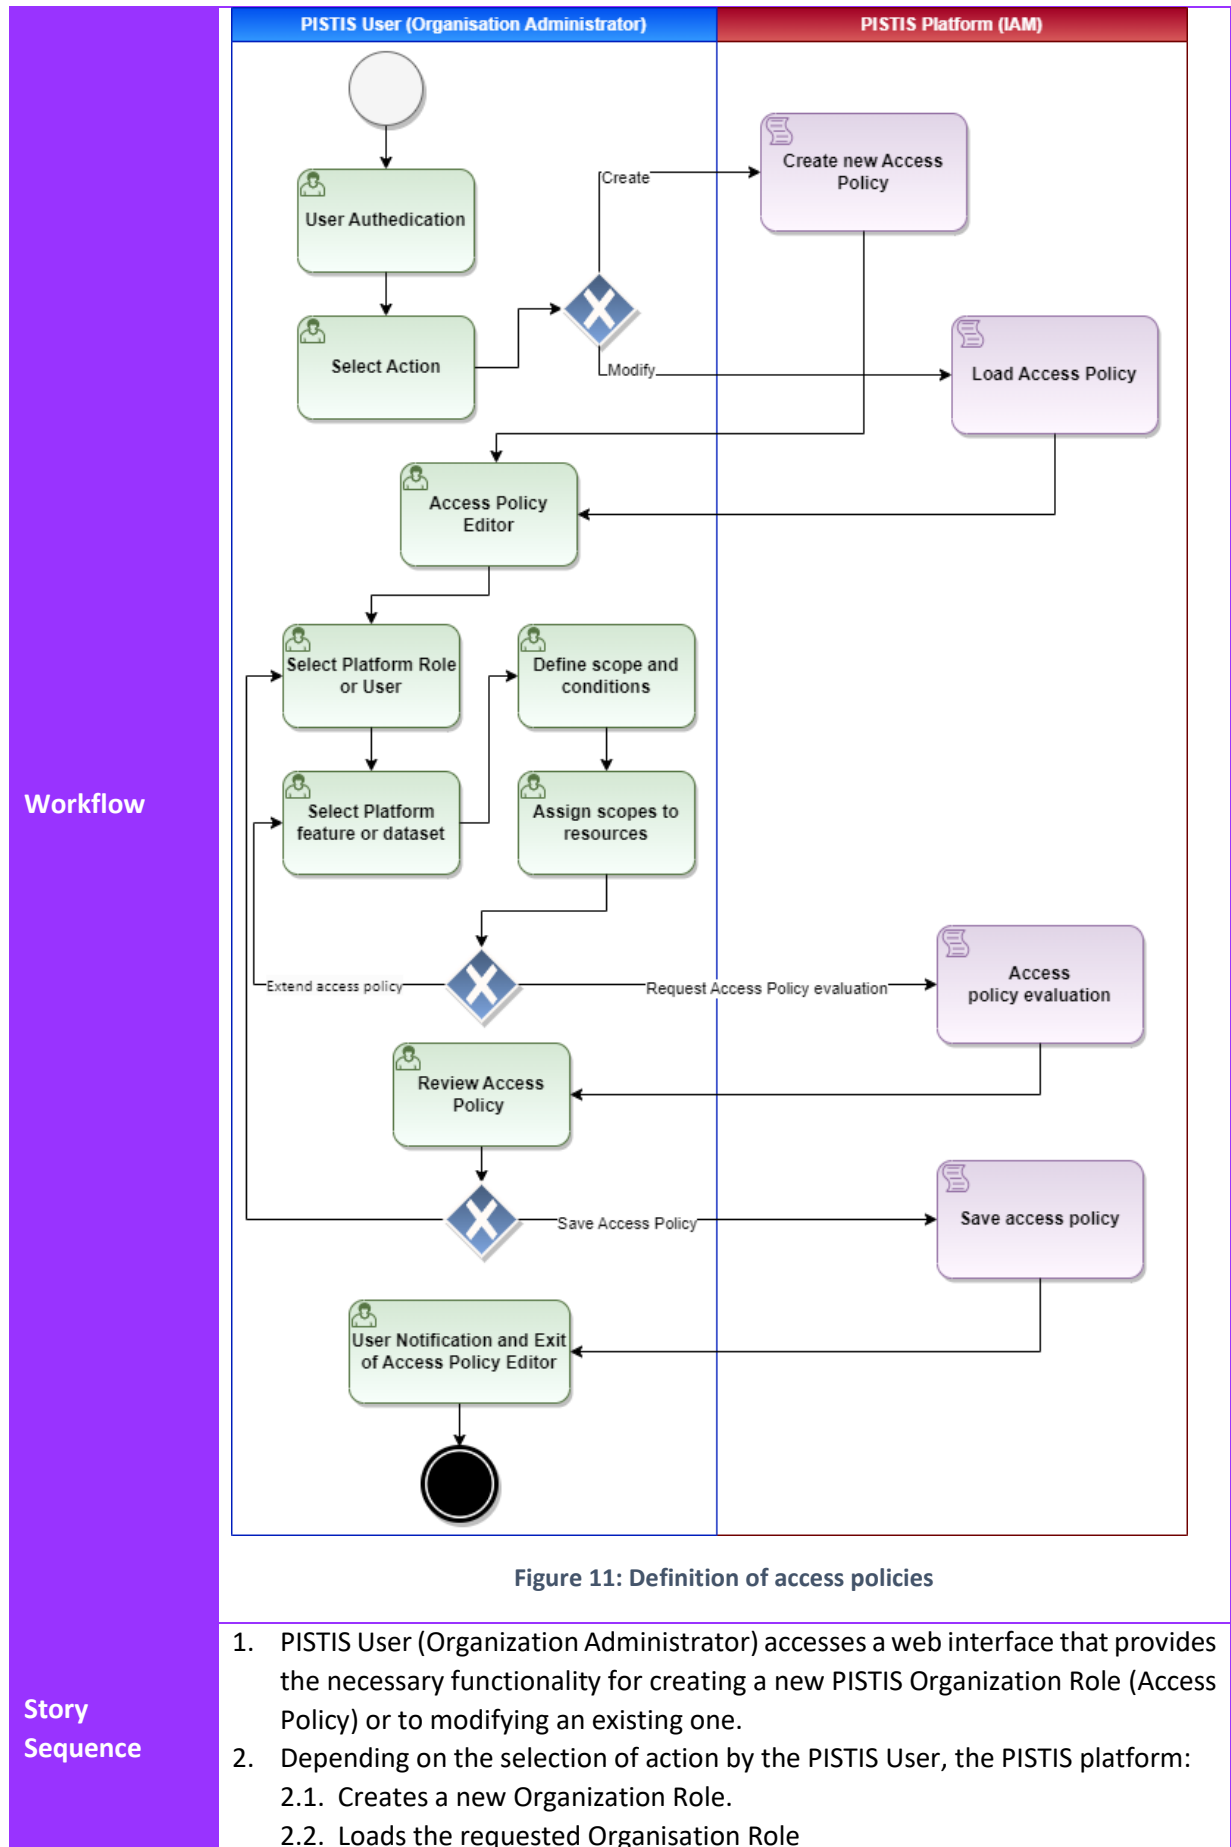 PISTIS User (Organisation Administrator)
PISTIS Platform (IAM)
Create new Access
Policy
Create
User Authedication
Select Action
Modify
Load Access Policy
Access Policy
Editor
Select Platform Role
or User
Define scope and
conditions
Workflow
Select Platform
feature or dataset
Assign scopes to
resources
Extend access policy
Request Access Policy evaluation
Access
policy evaluation
Review Access
Policy
Save Access Policy
Save access policy
User Notification and Exit
of Access Policy Editor
Figure 11: Definition of access policies
Story
Sequence
1. PISTIS User (Organization Administrator) accesses a web interface that provides
the necessary functionality for creating a new PISTIS Organization Role (Access
Policy) or to modifying an existing one.
2. Depending on the selection of action by the PISTIS User, the PISTIS platform:
2.1. Creates a new Organization Role.
2.2. Loads the requested Organisation Role